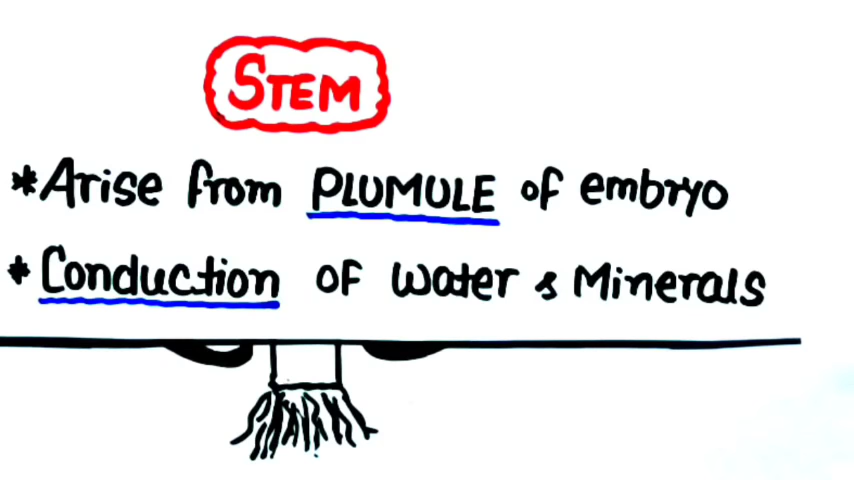 STEM
*Arise from PLUMULE of embryo
*Conduction of water & Minerals